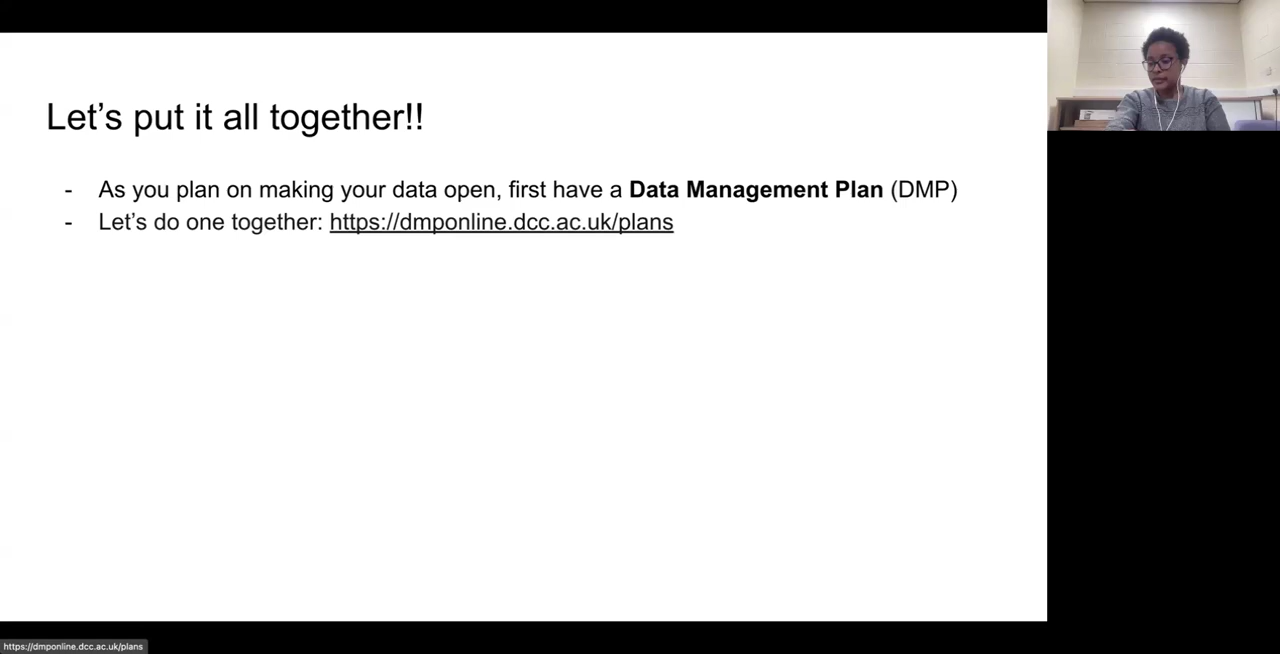 Let's put it all together!!
- As you plan on making your data open, first have a Data Management Plan (DMP)
- Let's do one together: https://dmponline.dcc.ac.uk/plans
https://dmponline.dcc.ac.uk/plans